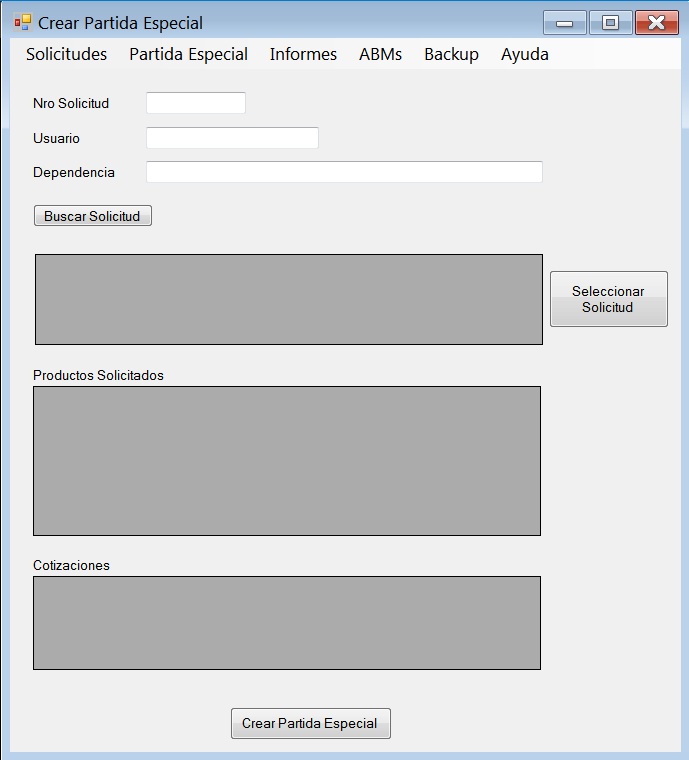 Crear Partida Especial
Solicitudes Partida Especial Informes ABMs Backup Ayuda
Nro Solicitud
Usuario
Dependencia
Buscar Solicitud
Seleccionar
Solicitud
Productos Solicitados
Cotizaciones
Crear Partida Especial